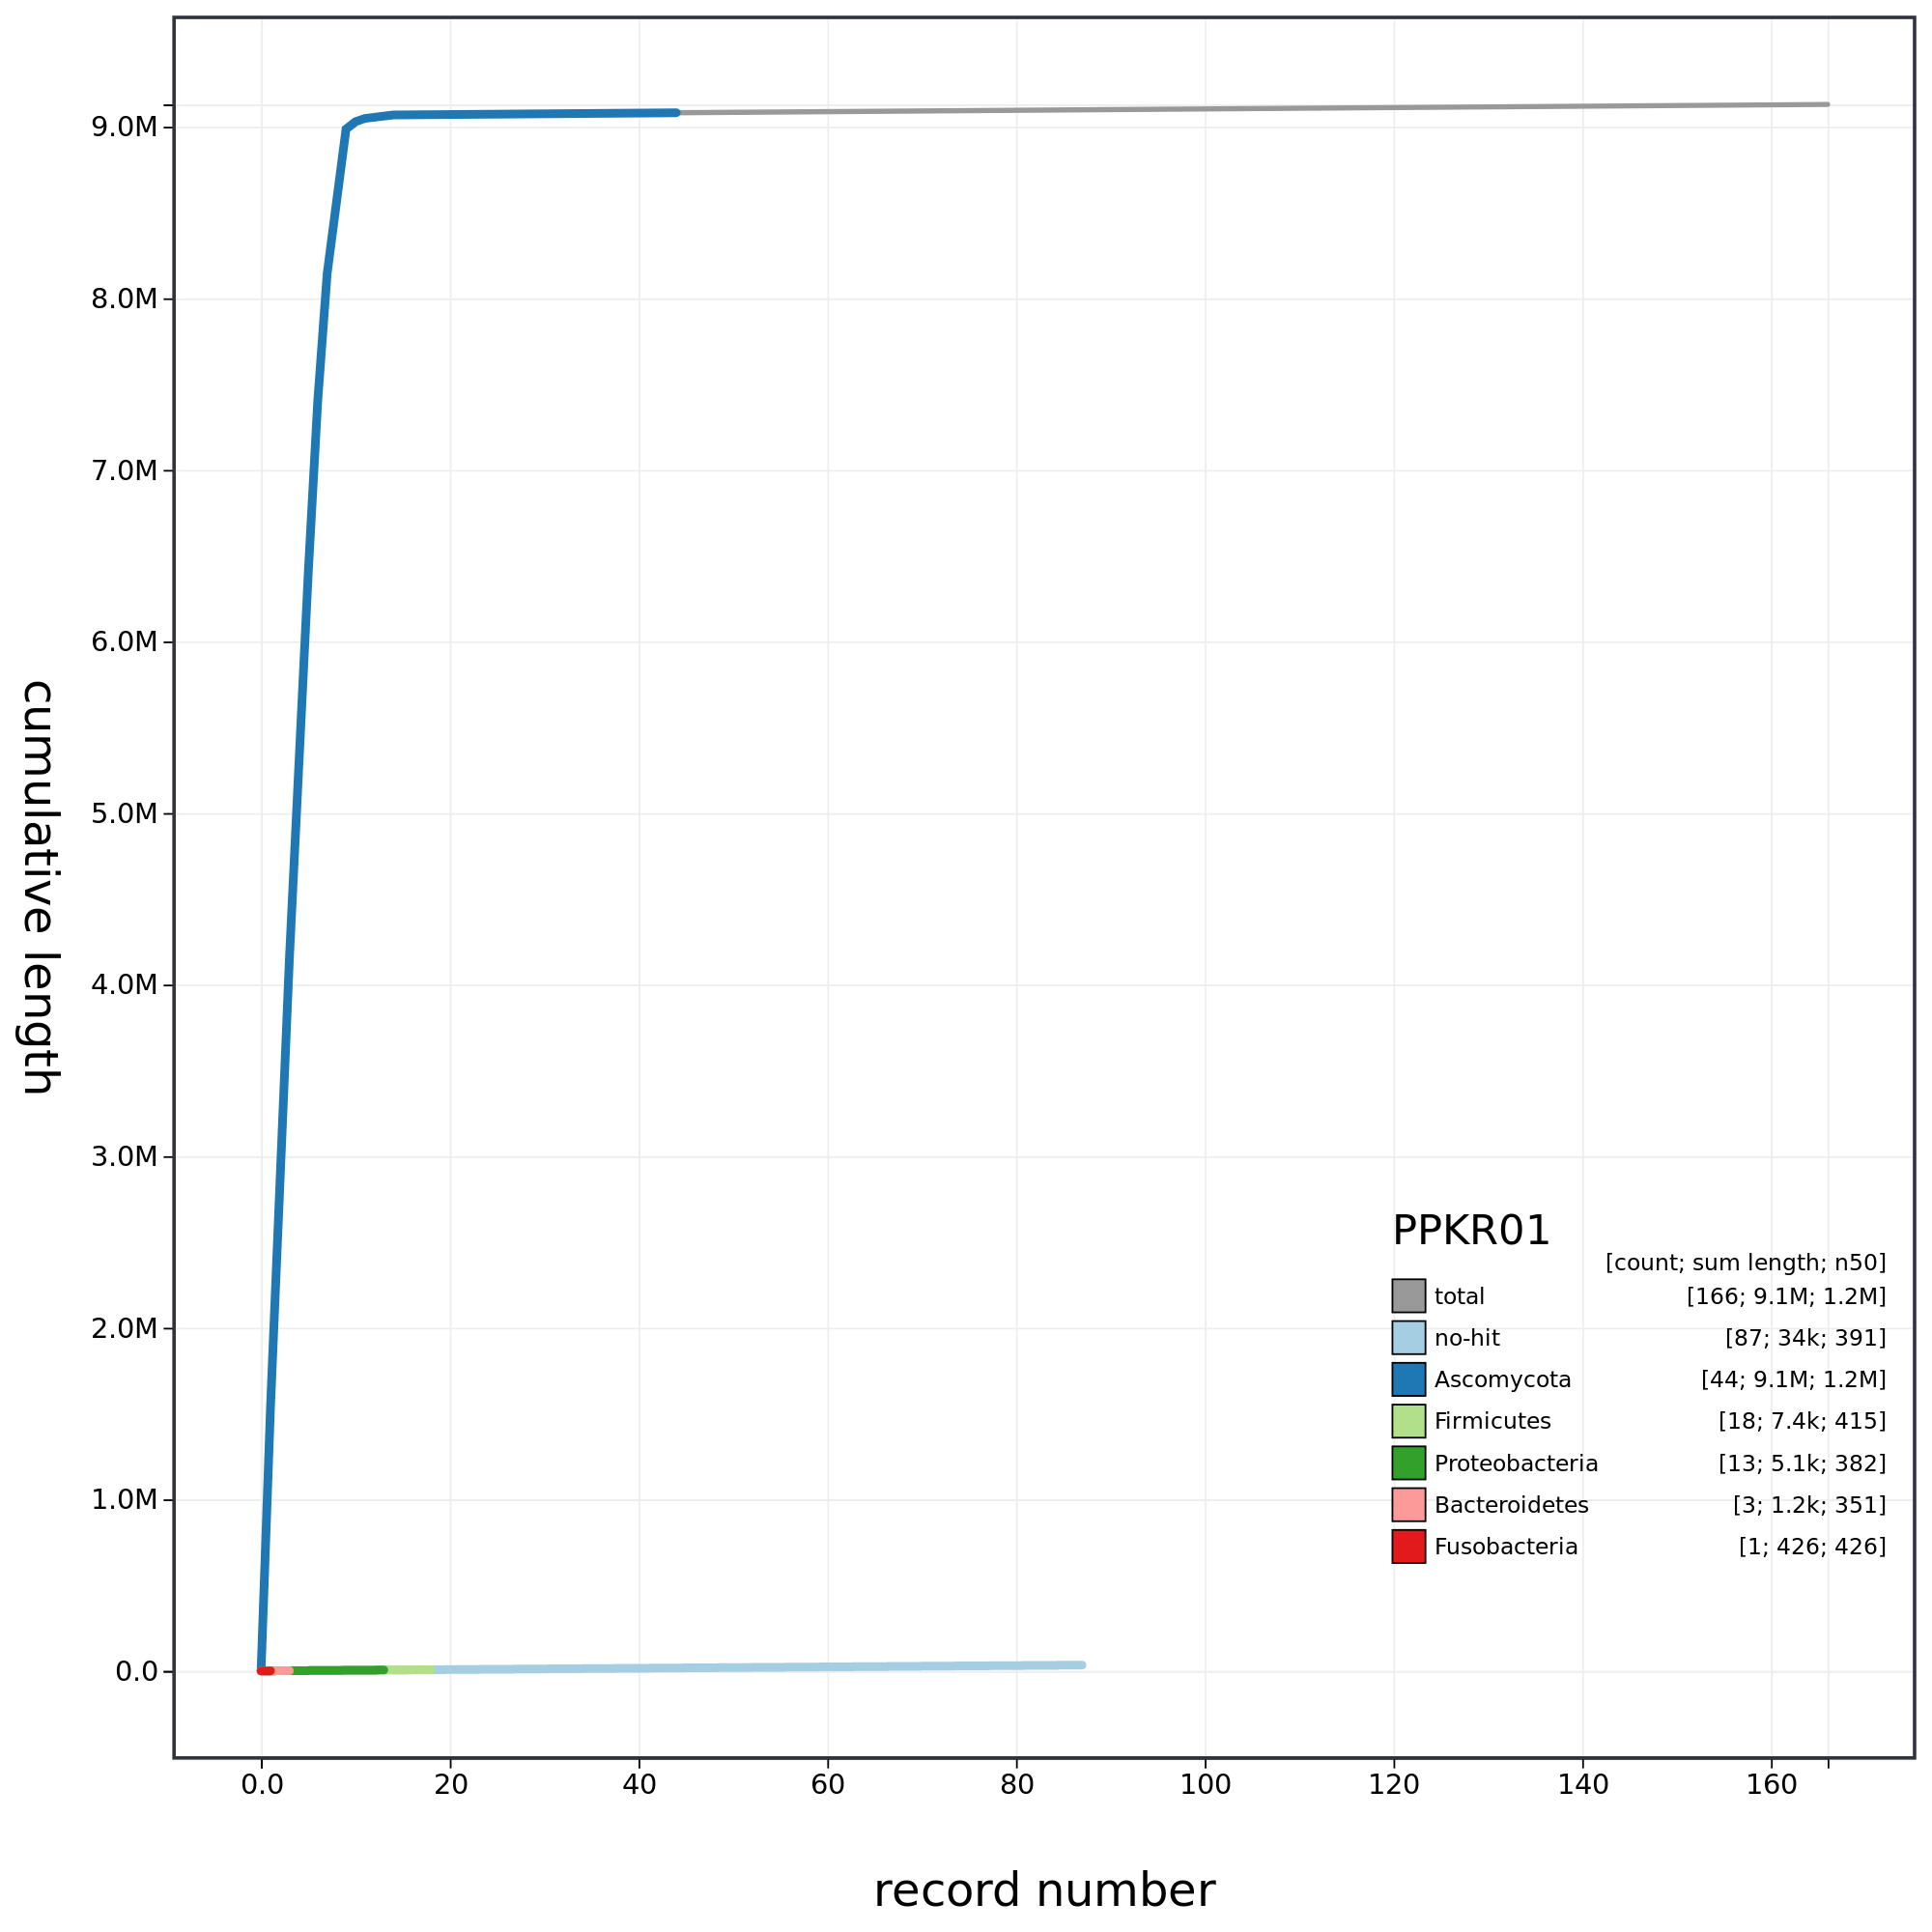 9.0M
8.0M
7.0M
6.0M
5.0M
4.0M
3.0M
2.0M
1.0M
0.0
cumulative length
PPKR01
[count; sum length; n50]
total [166; 9.1M; 1.2M]
no-hit [87; 34k; 391]
Ascomycota [44; 9.1M; 1.2M]
Firmicutes [18; 7.4k; 415]
Proteobacteria [13; 5.1k; 382]
Bacteroidetes [3; 1.2k; 351]
Fusobacteria [1; 426; 426]
0.0 20 40 60 80 100 120 140 160
record number